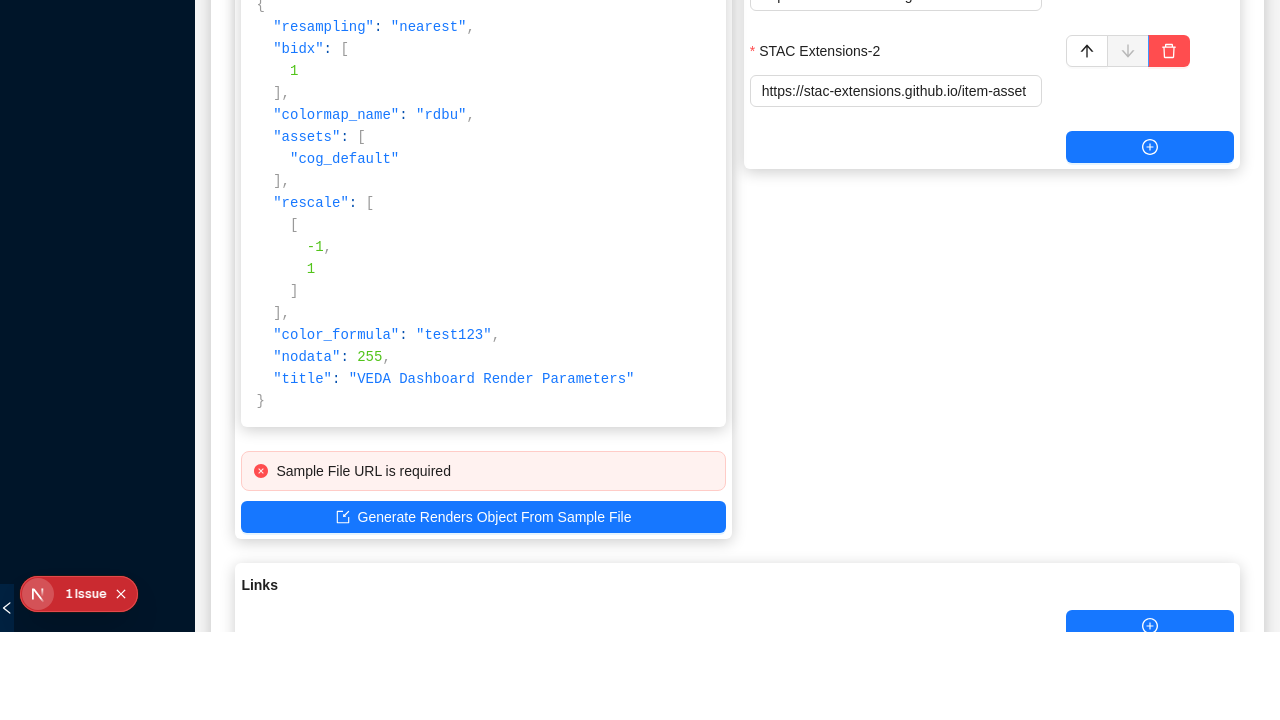 {
"resampling": "nearest",
"bidx": [
1
],
"colormap_name": "rdbu",
"assets": [
"cog_default"
],
"rescale": [
[
-1,
1
]
],
"color_formula": "test123",
"nodata": 255,
"title": "VEDA Dashboard Render Parameters"
}
Sample File URL is required
Generate Renders Object From Sample File
* STAC Extensions-2
https://stac-extensions.github.io/item-asset
Links
1 Issue